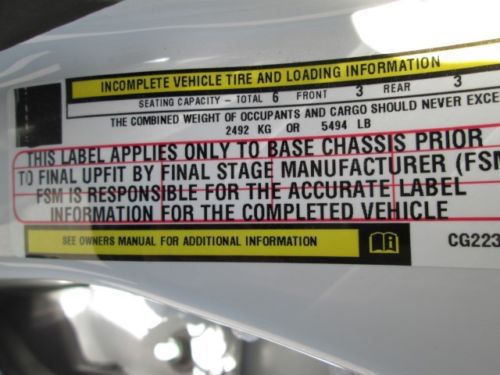 INCOMPLETE VEHICLE TIRE AND LOADING INFORMATION
SEATING CAPACITY - TOTAL 6 FRONT 3 REAR 3
THE COMBINED WEIGHT OF OCCUPANTS AND CARGO SHOULD NEVER EXCE
2492 KG OR 5494 LB
THIS LABEL APPLIES ONLY TO BASE CHASSIS PRIOR
TO FINAL UPFIT BY FINAL STAGE MANUFACTURER (FSM
FSM IS RESPONSIBLE FOR THE ACCURATE LABEL
INFORMATION FOR THE COMPLETED VEHICLE
SEE OWNERS MANUAL FOR ADDITIONAL INFORMATION
CG223